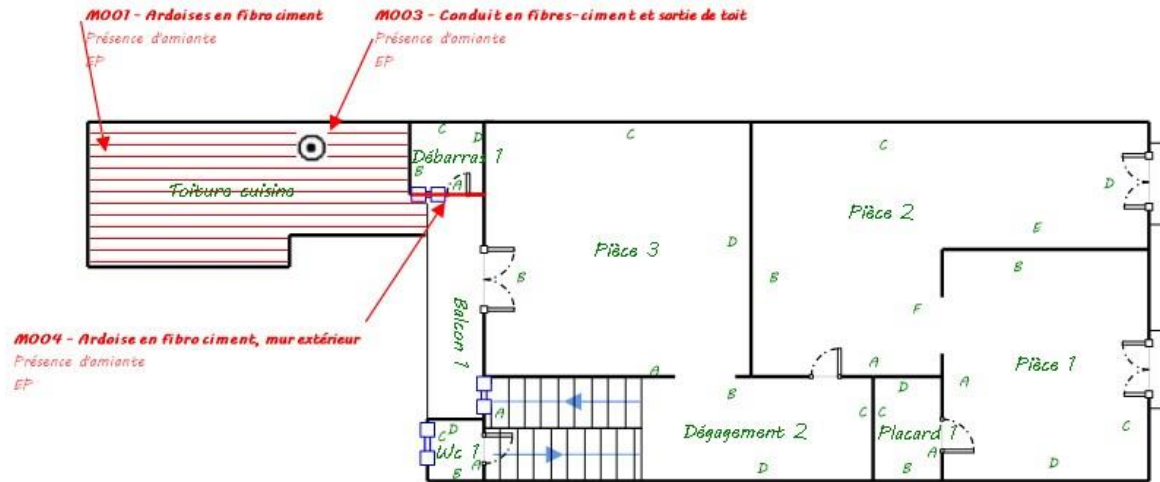 M001 - Ardoises en fibro ciment
Présence d'amiante
EP
M003 - Conduit en fibres-ciment et sortie de toit
Présence d'amiante
EP
C
D
Débarras 1
B
A
Toiture cuisine
C
Pièce 3
D
B
C
Pièce 2
D
E
B
F
A
Balcon 1
M004 - Ardoise en fibro ciment, mur extérieur
Présence d'amiante
EP
B
Pièce 1
A
C
D
A
A
B
Dégagement 2
C
D
D
C
Placard 1
A
B
D
C
Wc 1
A
B